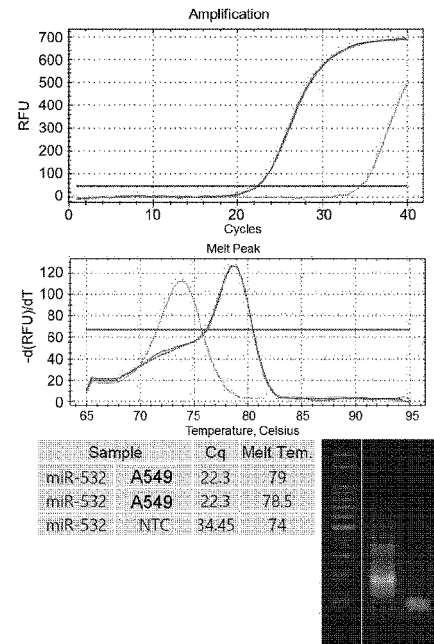 Amplification
700
600
500
400
300
200
100
0
RFU
0 10 20 30 40
Cycles
Melt Peak
120
100
80
60
40
20
0
-d(RFU)/dT
65 70 75 80 85 90 95
Temperature, Celsius
Sample Cq Melt Tem.
miR-532 A549 22.3 79
miR-532 A549 22.3 78.5
miR-532 NTC 34.45 74